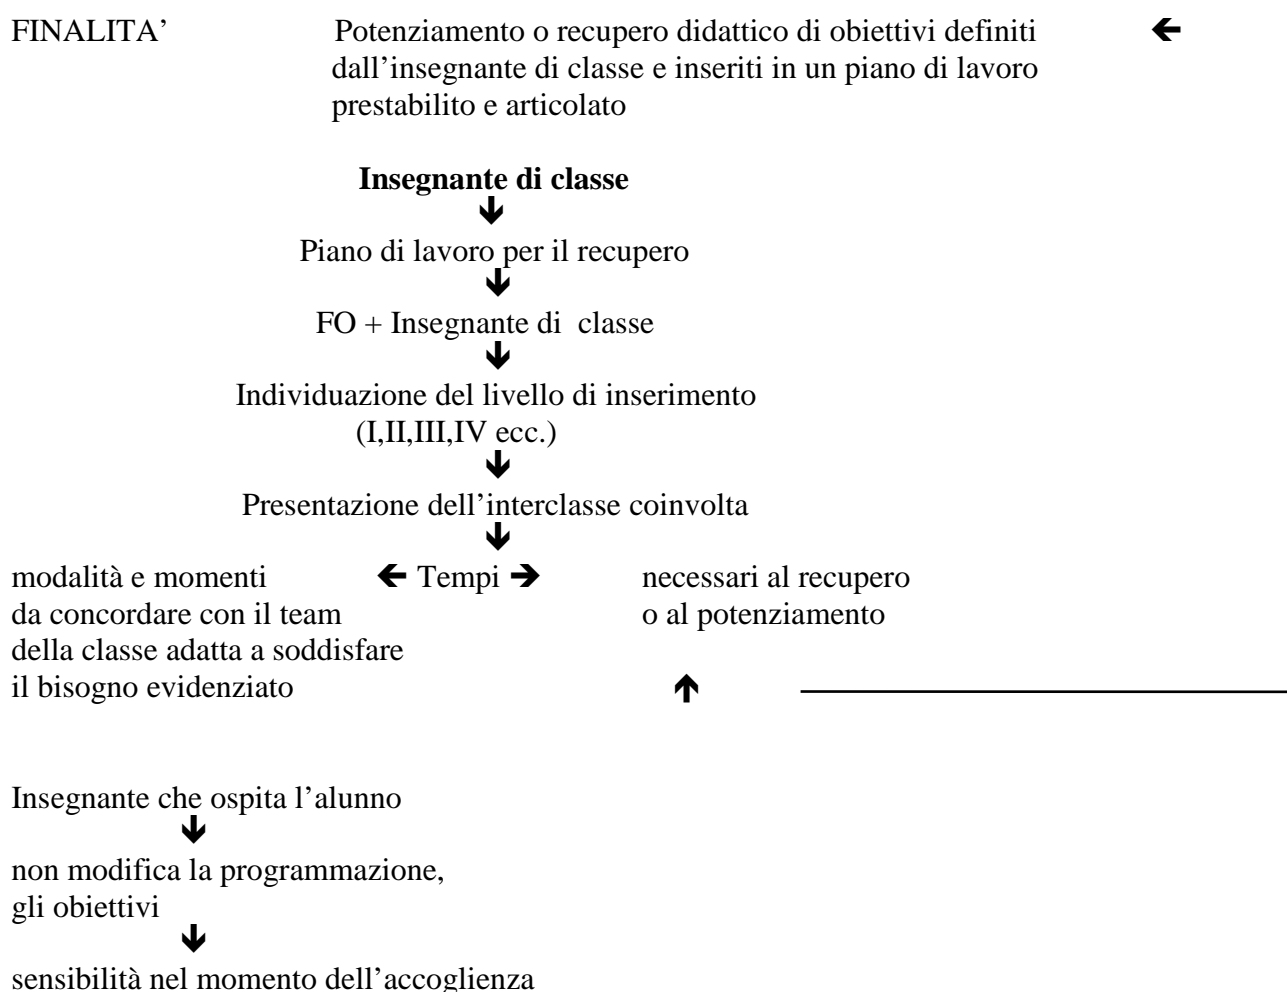 FINALITA’ Potenziamento o recupero didattico di obiettivi definiti 🡸
dall’insegnante di classe e inseriti in un piano di lavoro
prestabilito e articolato
Insegnante di classe
🡻
Piano di lavoro per il recupero
🡻
FO + Insegnante di classe
🡻
Individuazione del livello di inserimento
(I,II,III,IV ecc.)
🡻
Presentazione dell’interclasse coinvolta
🡻
modalità e momenti 🡸 Tempi 🡺 necessari al recupero
da concordare con il team o al potenziamento
della classe adatta a soddisfare
il bisogno evidenziato 🡹
Insegnante che ospita l’alunno
🡻
non modifica la programmazione,
gli obiettivi
🡻
sensibilità nel momento dell’accoglienza